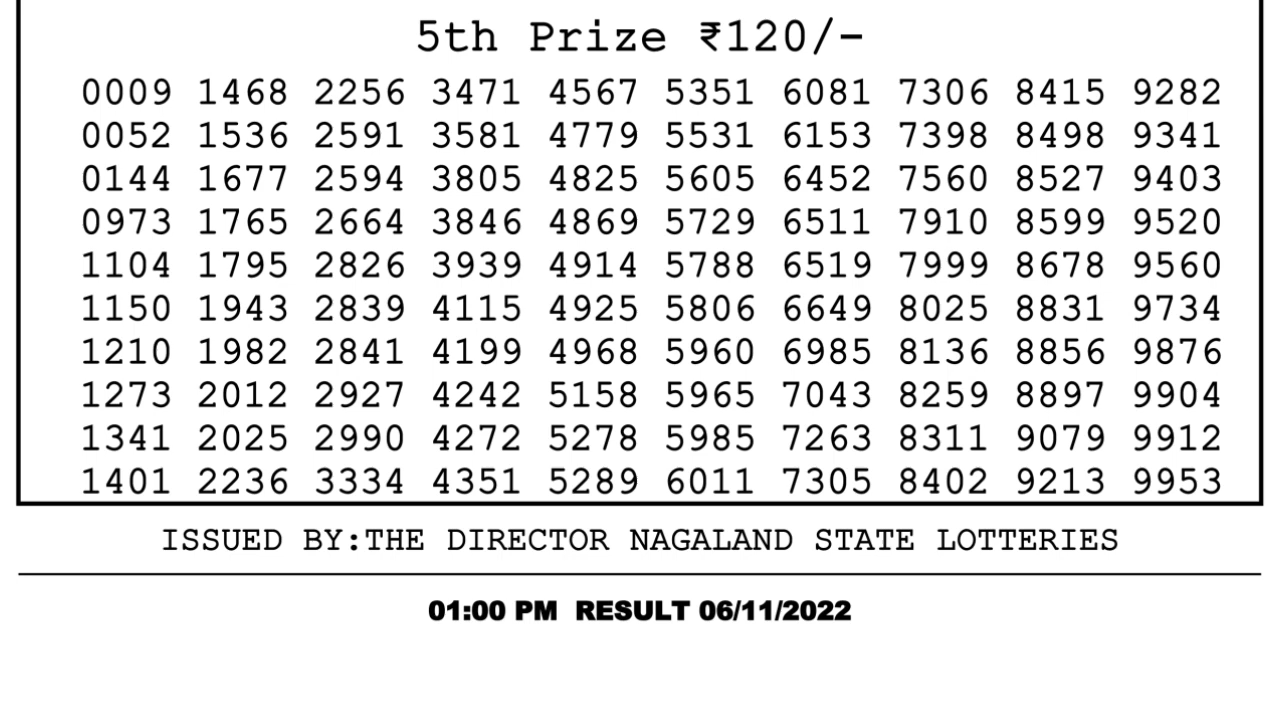 5th Prize ₹120/-
0009 1468 2256 3471 4567 5351 6081 7306 8415 9282
0052 1536 2591 3581 4779 5531 6153 7398 8498 9341
0144 1677 2594 3805 4825 5605 6452 7560 8527 9403
0973 1765 2664 3846 4869 5729 6511 7910 8599 9520
1104 1795 2826 3939 4914 5788 6519 7999 8678 9560
1150 1943 2839 4115 4925 5806 6649 8025 8831 9734
1210 1982 2841 4199 4968 5960 6985 8136 8856 9876
1273 2012 2927 4242 5158 5965 7043 8259 8897 9904
1341 2025 2990 4272 5278 5985 7263 8311 9079 9912
1401 2236 3334 4351 5289 6011 7305 8402 9213 9953
ISSUED BY:THE DIRECTOR NAGALAND STATE LOTTERIES
01:00 PM RESULT 06/11/2022